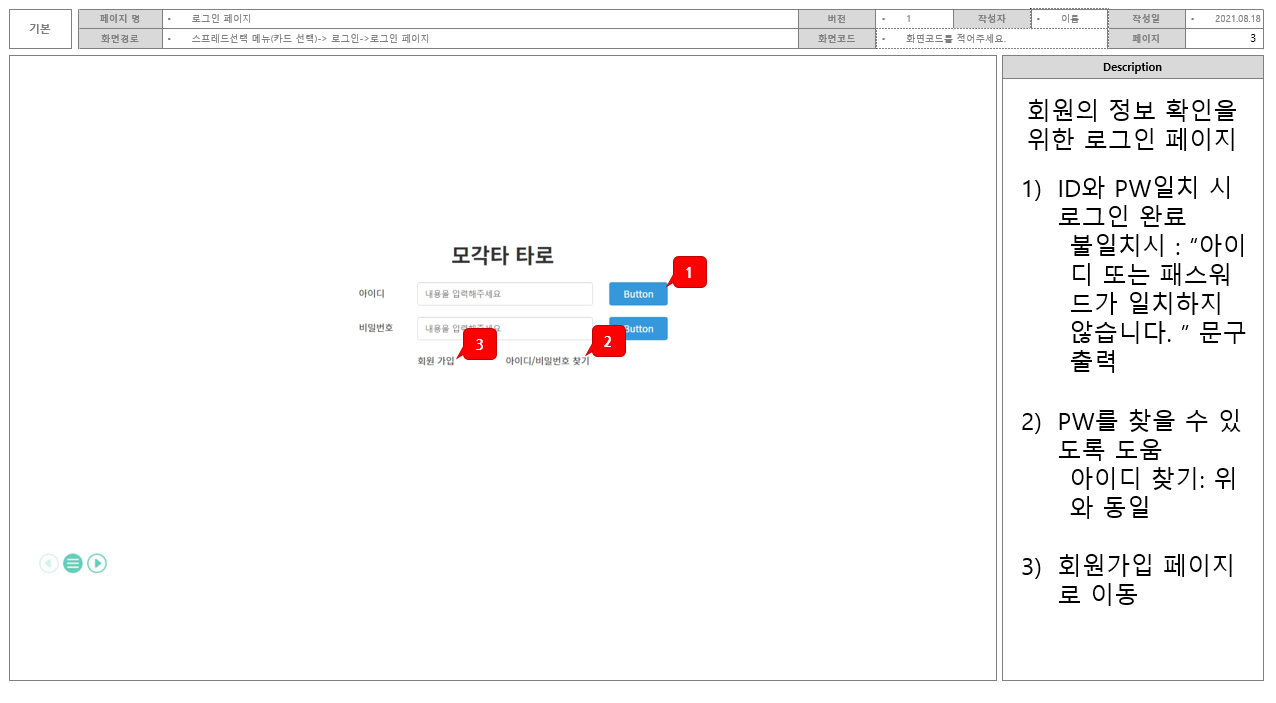 기본
페이지 명 • 로그인 페이지 버전 • 1 작성자 • 이름 작성일 • 2021.08.18
화면경로 • 스프레드선택 메뉴(카드 선택)-> 로그인->로그인 페이지 화면코드 • 화면코드를 적어주세요. 페이지 3
모각타 타로
1
아이디 내용을 입력해주세요 Button
비밀번호 내용을 입력해주세요 Button
3
2
회원 가입 아이디/비밀번호 찾기
Description
회원의 정보 확인을
위한 로그인 페이지
1) ID와 PW일치 시
로그인 완료
불일치시 : “아이
디 또는 패스워
드가 일치하지
않습니다. ” 문구
출력
2) PW를 찾을 수 있
도록 도움
아이디 찾기: 위
와 동일
3) 회원가입 페이지
로 이동